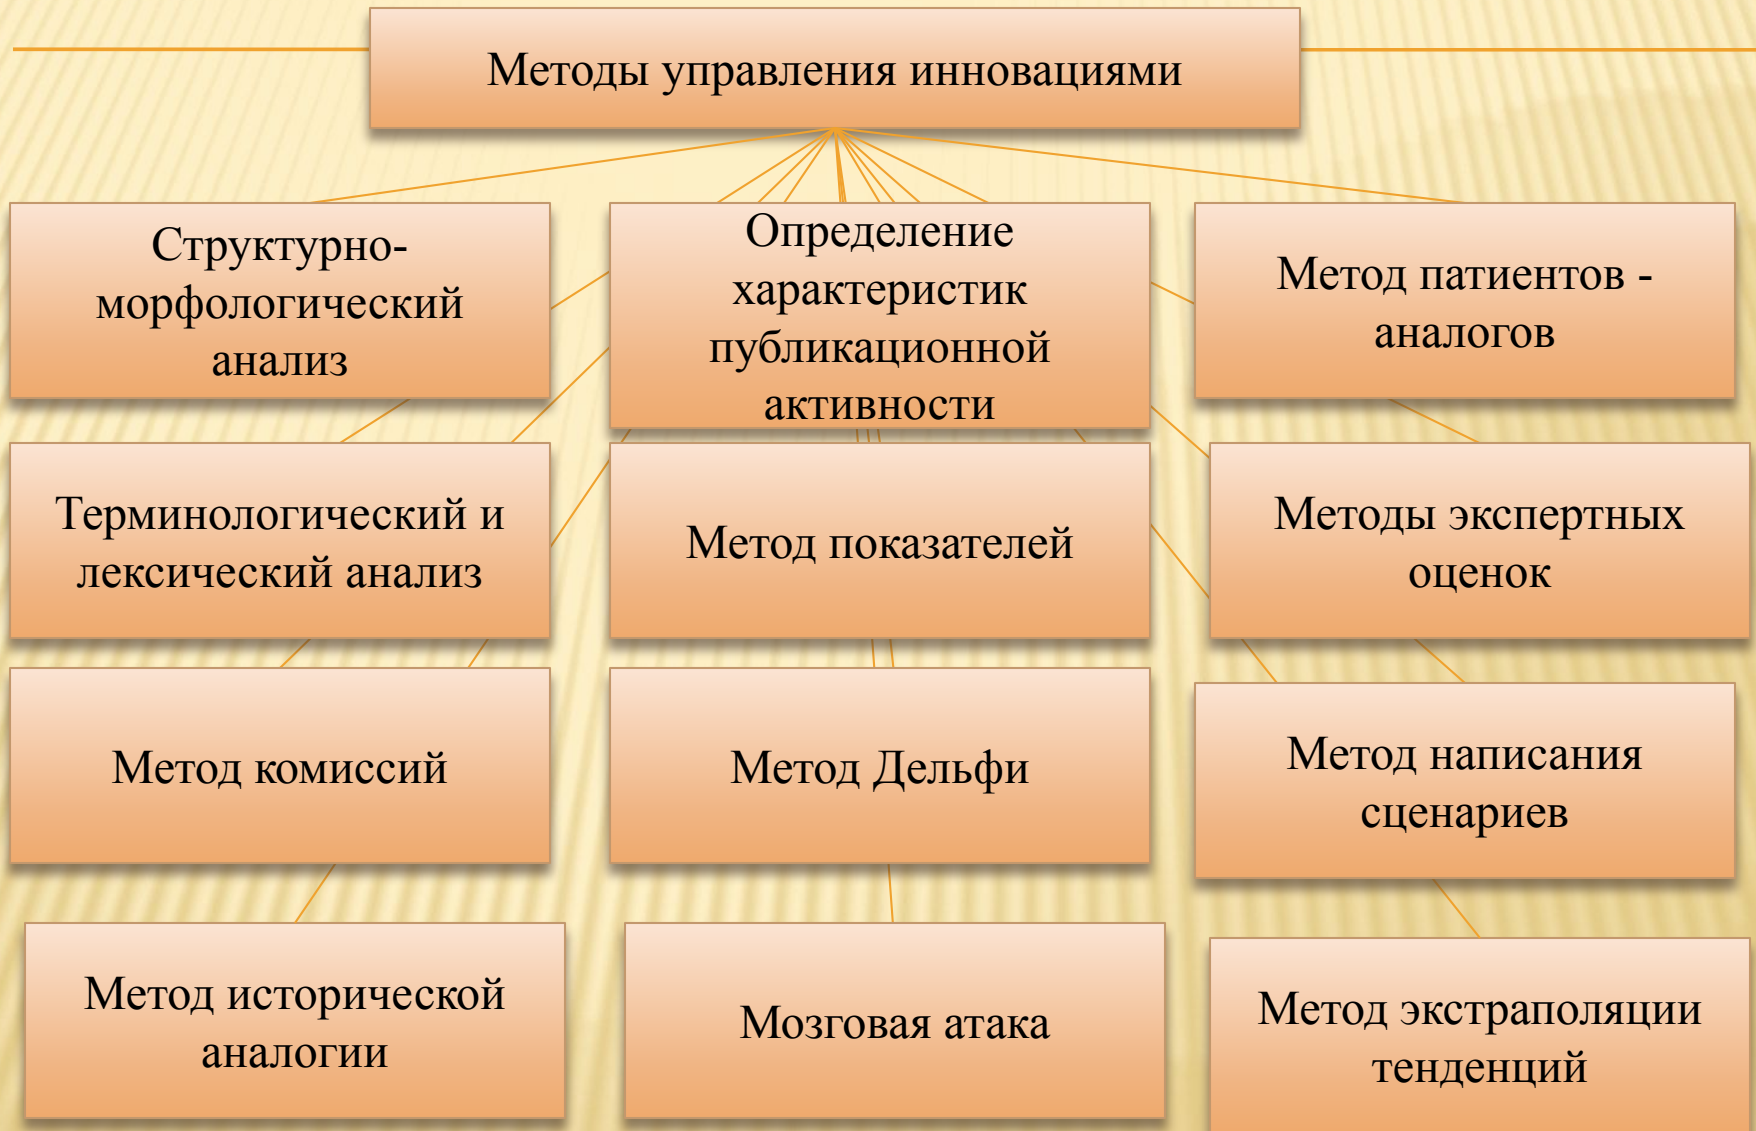 Методы управления инновациями
Структурно-
морфологический
анализ
Определение
характеристик
публикационной
активности
Метод патиентов -
аналогов
Терминологический и
лексический анализ
Метод показателей
Методы экспертных
оценок
Метод комиссий
Метод Дельфи
Метод написания
сценариев
Метод исторической
аналогии
Мозговая атака
Метод экстраполяции
тенденций